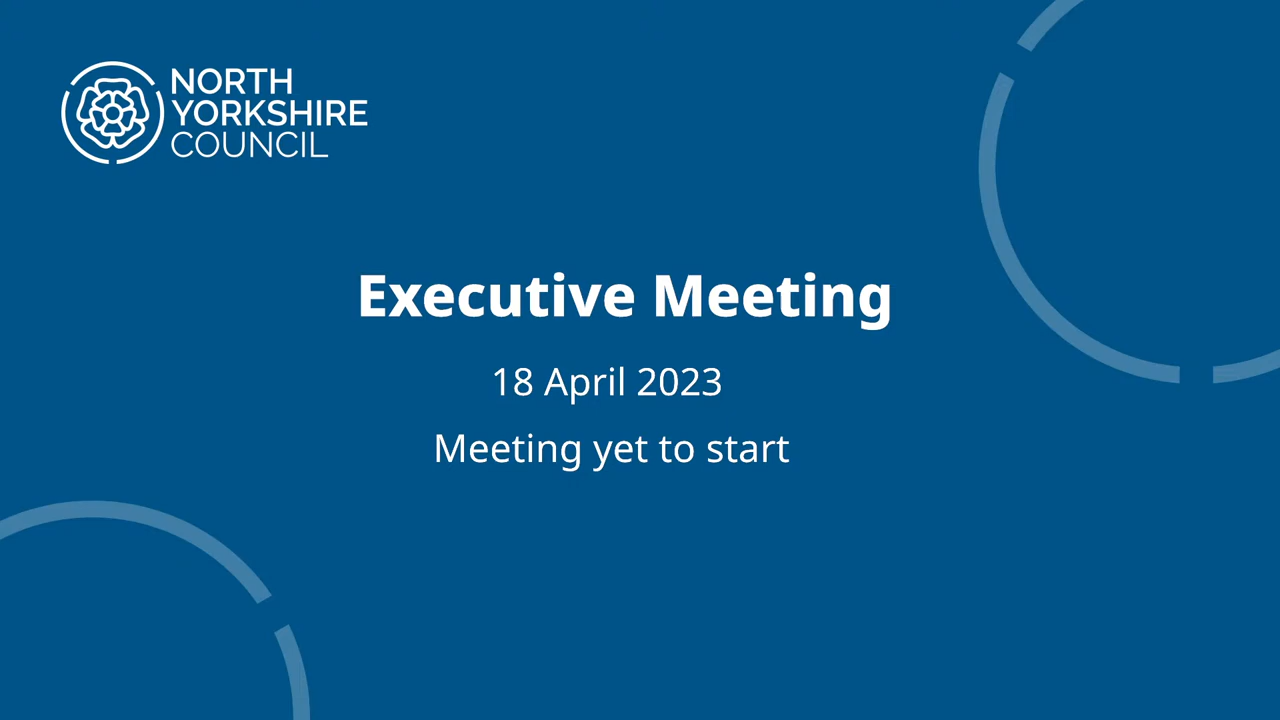 NORTH
YORKSHIRE
COUNCIL
Executive Meeting
18 April 2023
Meeting yet to start